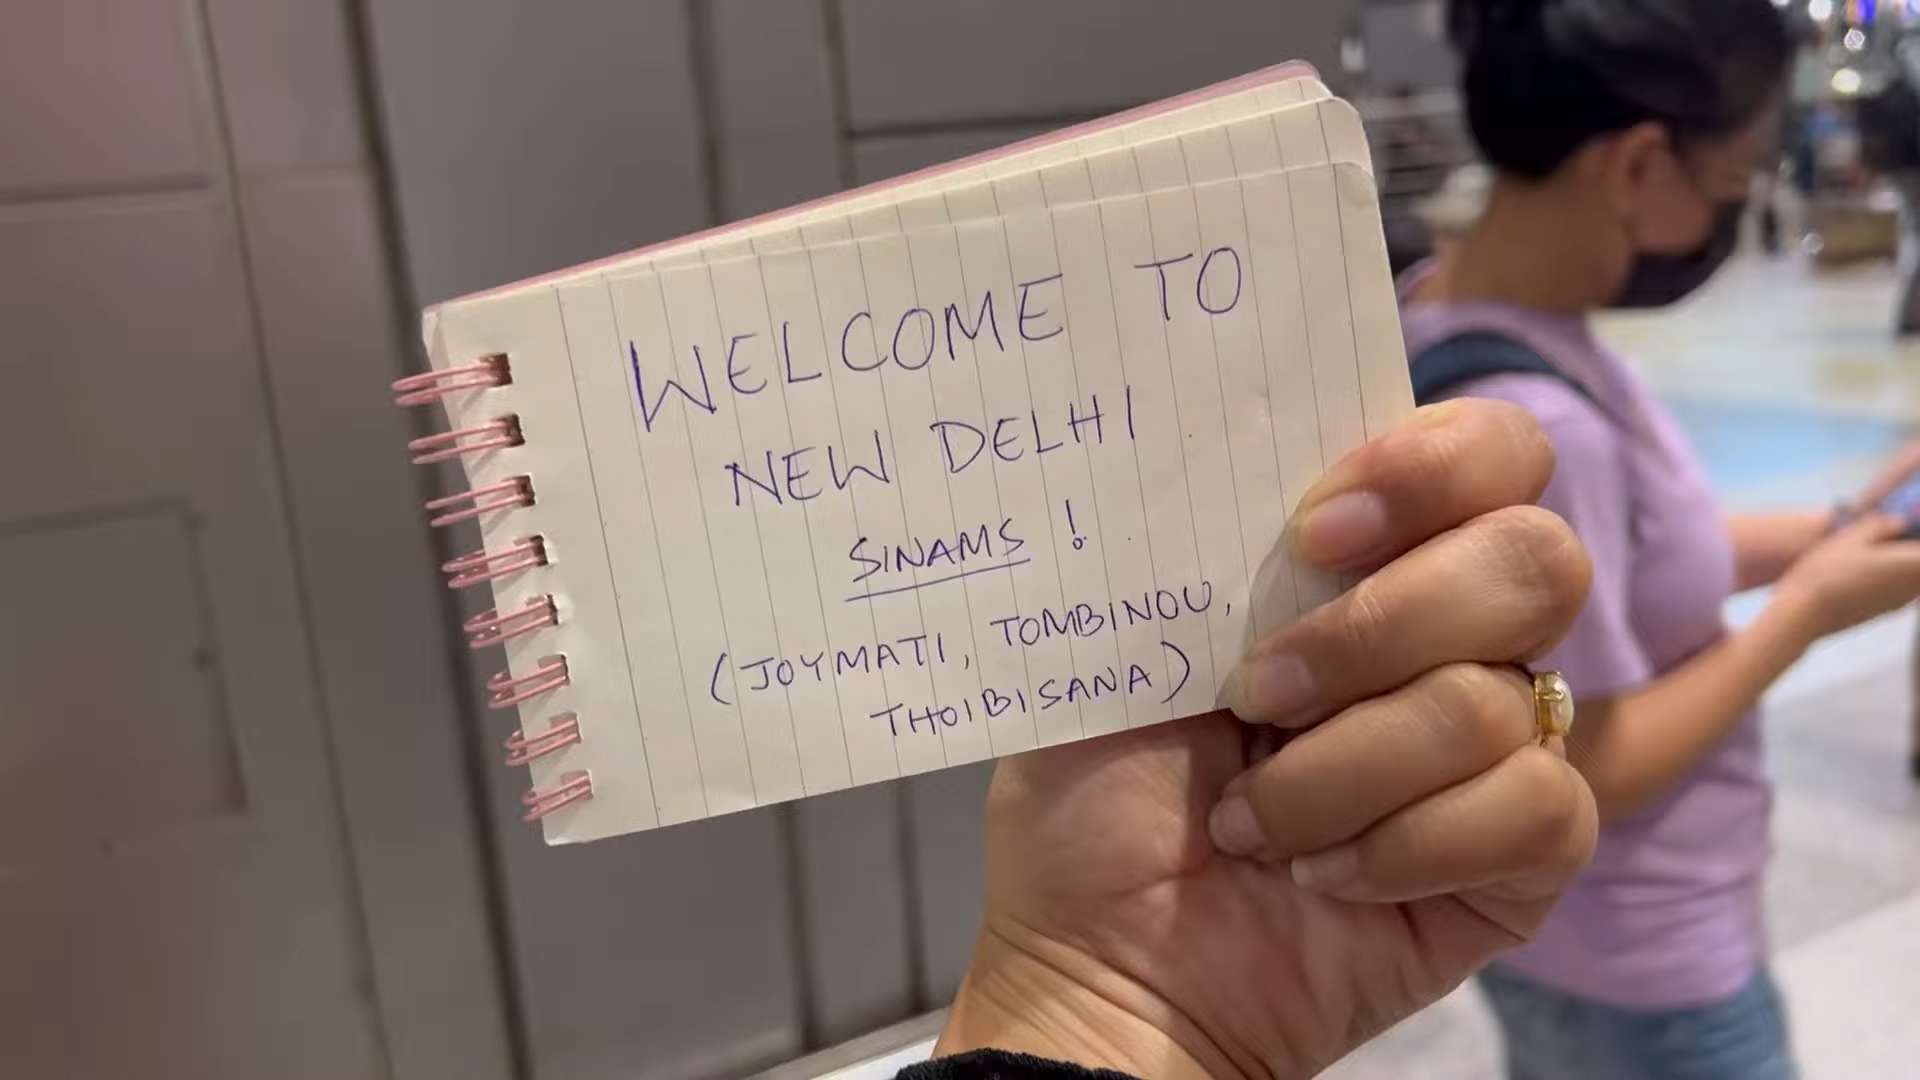 WELCOME TO
NEW DELHI
SINAMS !
(JOYMATI, TOMBINOU,
THOIBISANA)